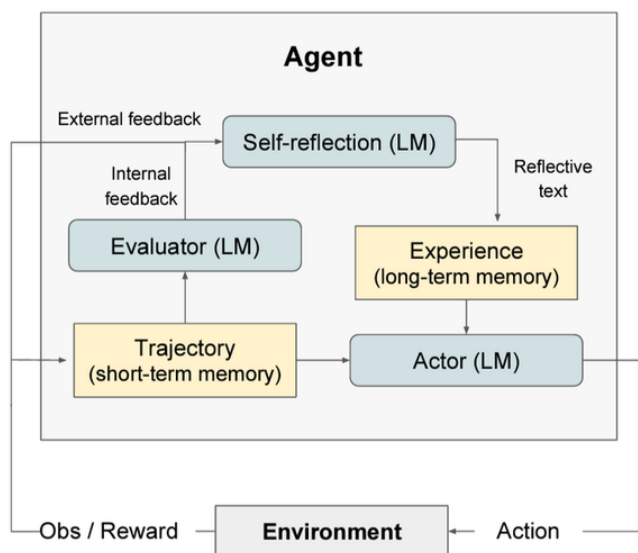 Agent
External feedback
Self-reflection (LM)
Internal
feedback
Reflective
text
Evaluator (LM)
Experience
(long-term memory)
Trajectory
(short-term memory)
Actor (LM)
Obs / Reward
Environment
Action